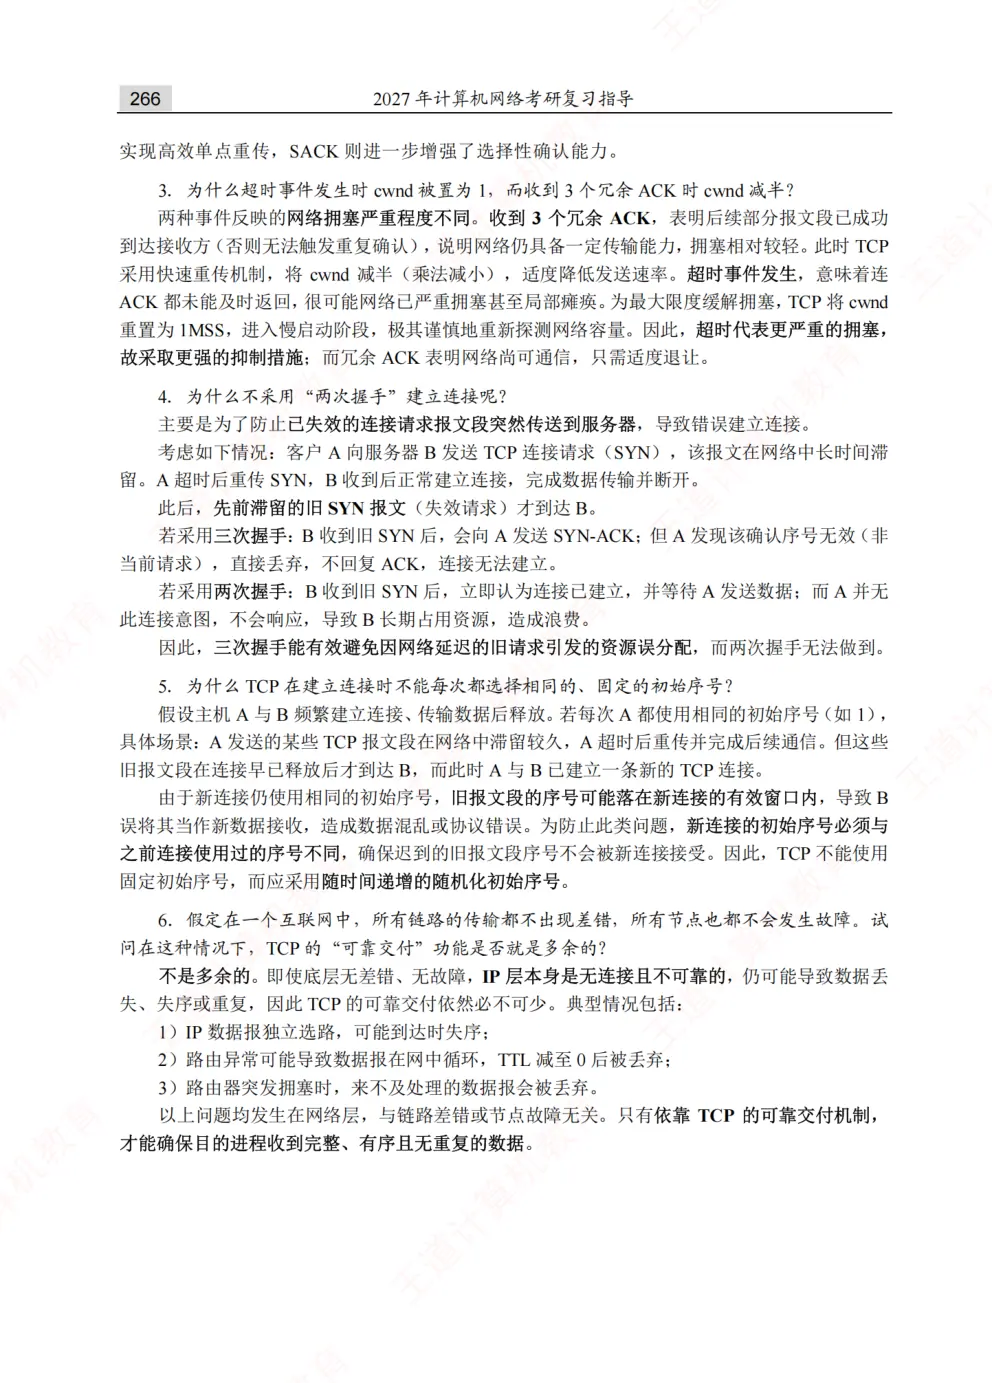 266
2027 年计算机网络考研复习指导
实现高效单点重传，SACK 则进一步增强了选择性确认能力。
3. 为什么超时事件发生时 cwnd 被置为 1，而收到 3 个冗余 ACK 时 cwnd 减半？
两种事件反映的网络拥塞严重程度不同。收到 3 个冗余 ACK，表明后续部分报文段已成功
到达接收方（否则无法触发重复确认），说明网络仍具备一定传输能力，拥塞相对较轻。此时 TCP
采用快速重传机制，将 cwnd 减半（乘法减小），适度降低发送速率。超时事件发生，意味着连
ACK 都未能及时返回，很可能网络已严重拥塞甚至局部瘫痪。为最大限度缓解拥塞，TCP 将 cwnd
重置为 1MSS，进入慢启动阶段，极其谨慎地重新探测网络容量。因此，超时代表更严重的拥塞，
故采取更强的抑制措施；而冗余 ACK 表明网络尚可通信，只需适度退让。
4. 为什么不采用“两次握手”建立连接呢？
主要是为了防止已失效的连接请求报文段突然传送到服务器，导致错误建立连接。
考虑如下情况：客户 A 向服务器 B 发送 TCP 连接请求（SYN），该报文在网络中长时间滞
留。A 超时后重传 SYN，B 收到后正常建立连接，完成数据传输并断开。
此后，先前滞留的旧 SYN 报文（失效请求）才到达 B。
若采用三次握手：B 收到旧 SYN 后，会向 A 发送 SYN-ACK；但 A 发现该确认序号无效（非
当前请求），直接丢弃，不回复 ACK，连接无法建立。
若采用两次握手：B 收到旧 SYN 后，立即认为连接已建立，并等待 A 发送数据；而 A 并无
此连接意图，不会响应，导致 B 长期占用资源，造成浪费。
因此，三次握手能有效避免因网络延迟的旧请求引发的资源误分配，而两次握手无法做到。
5. 为什么 TCP 在建立连接时不能每次都选择相同的、固定的初始序号？
假设主机 A 与 B 频繁建立连接、传输数据后释放。若每次 A 都使用相同的初始序号（如 1），
具体场景：A 发送的某些 TCP 报文段在网络中滞留较久，A 超时后重传并完成后续通信。但这些
旧报文段在连接早已释放后才到达 B，而此时 A 与 B 已建立一条新的 TCP 连接。
由于新连接仍使用相同的初始序号，旧报文段的序号可能落在新连接的有效窗口内，导致 B
误将其当作新数据接收，造成数据混乱或协议错误。为防止此类问题，新连接的初始序号必须与
之前连接使用过的序号不同，确保迟到的旧报文段序号不会被新连接接受。因此，TCP 不能使用
固定初始序号，而应采用随时间递增的随机化初始序号。
6. 假定在一个互联网中，所有链路的传输都不出现差错，所有节点也都不会发生故障。试
问在这种情况下，TCP 的“可靠交付”功能是否就是多余的？
不是多余的。即使底层无差错、无故障，IP 层本身是无连接且不可靠的，仍可能导致数据丢
失、失序或重复，因此 TCP 的可靠交付依然必不可少。典型情况包括：
1）IP 数据报独立选路，可能到达时失序；
2）路由异常可能导致数据报在网中循环，TTL 减至 0 后被丢弃；
3）路由器突发拥塞时，来不及处理的数据报会被丢弃。
以上问题均发生在网络层，与链路差错或节点故障无关。只有依靠 TCP 的可靠交付机制，
才能确保目的进程收到完整、有序且无重复的数据。